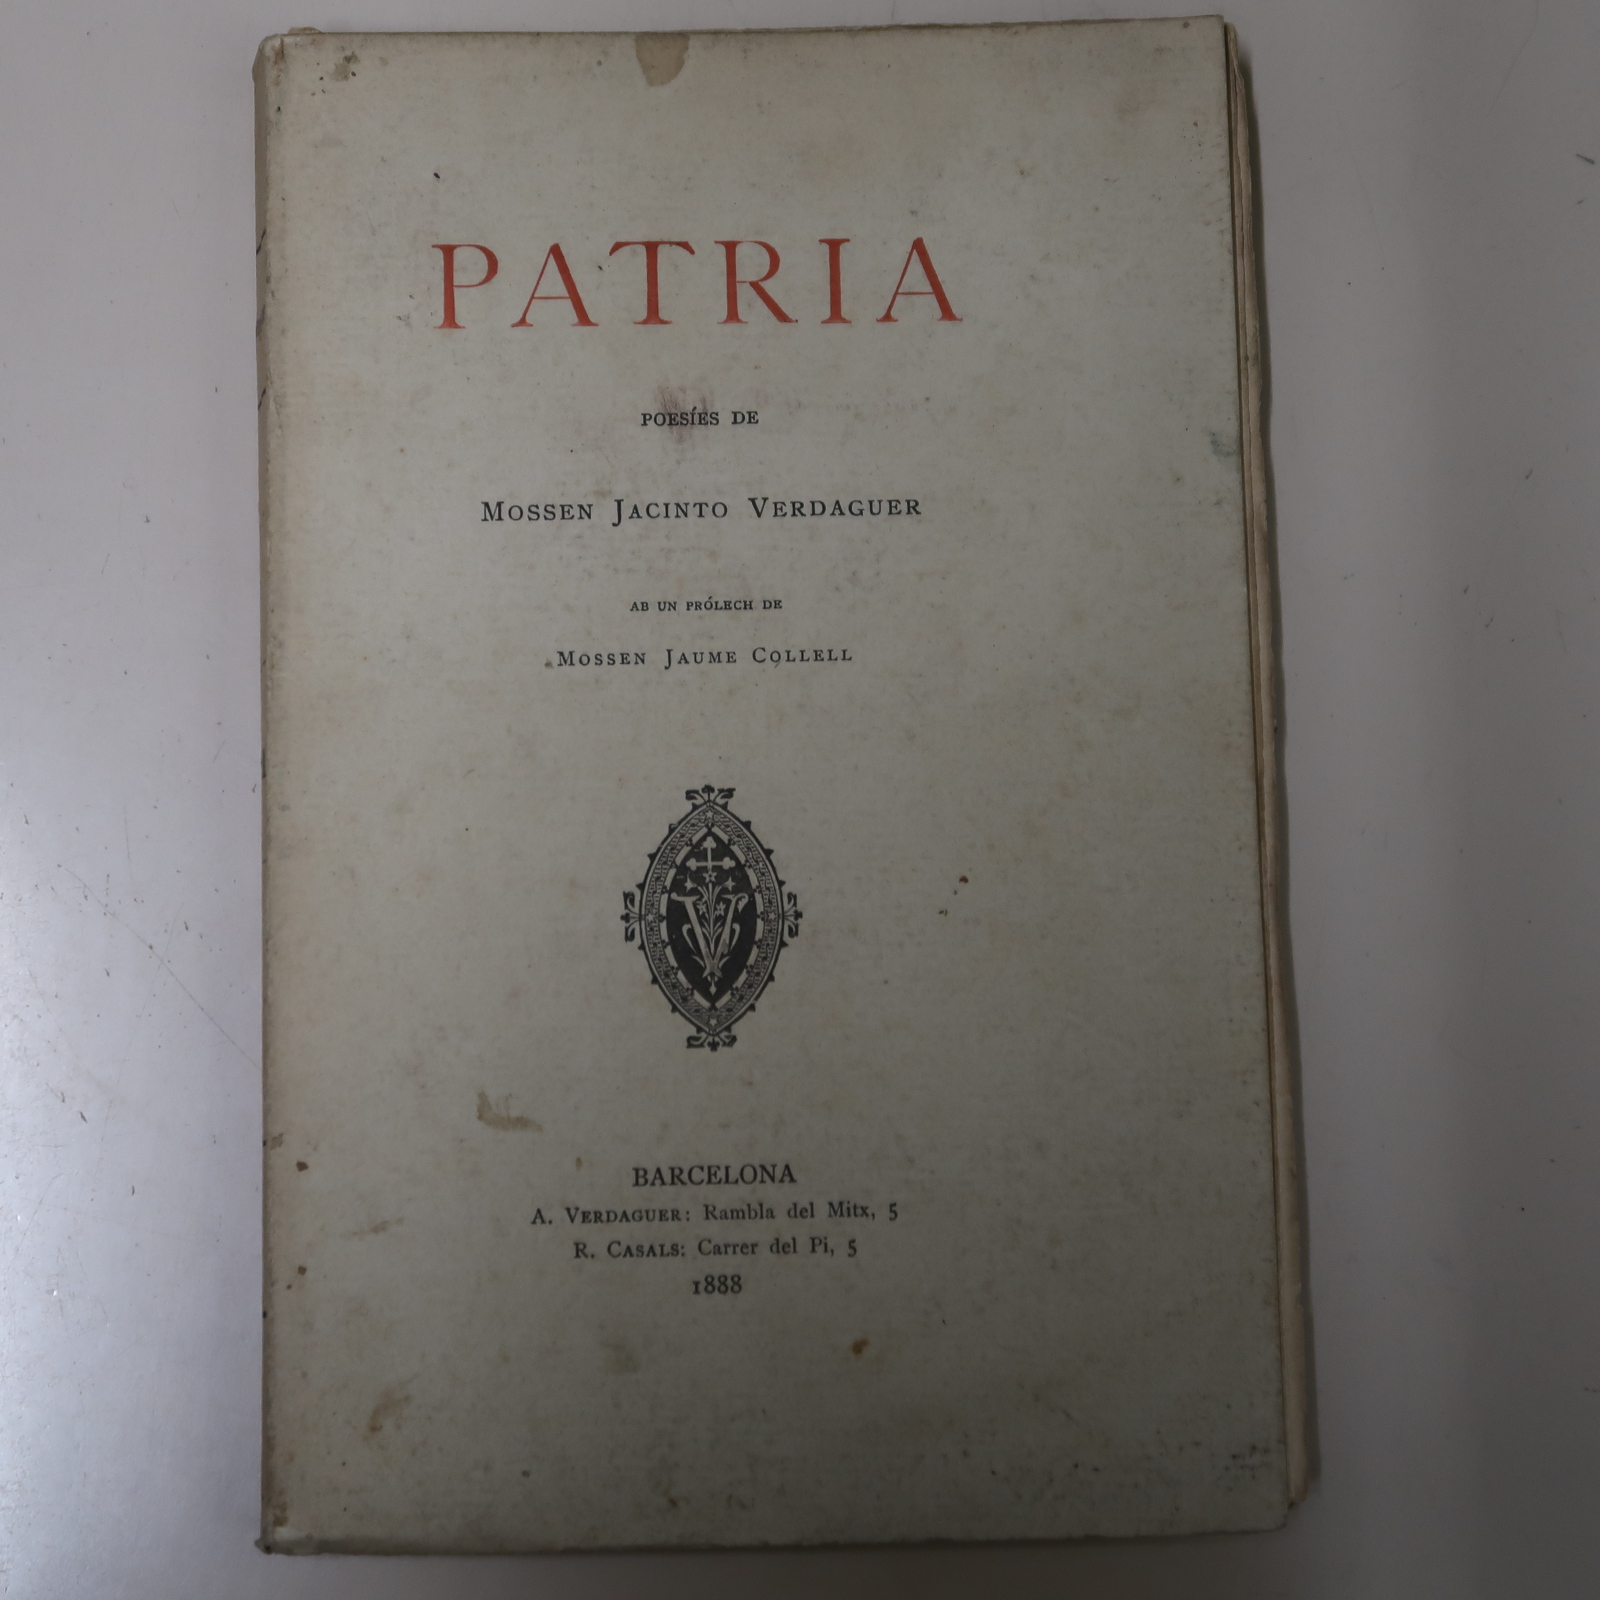 PATRIA
POESÍES DE
MOSSEN JACINTO VERDAGUER
AB UN PRÓLECH DE
MOSSEN JAUME COLLELL
V
BARCELONA
A. VERDAGUER: Rambla del Mitx, 5
R. CASALS: Carrer del Pi, 5
1888